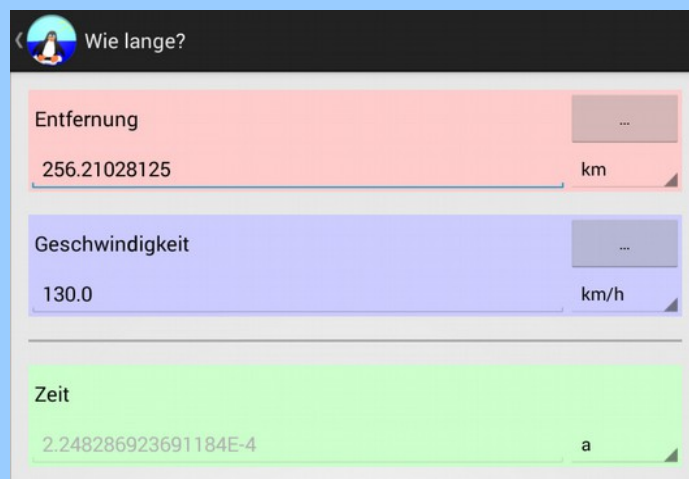 Wie lange?
Entfernung
...
256.21028125
km
Geschwindigkeit
...
130.0
km/h
Zeit
2.248286923691184E-4
a